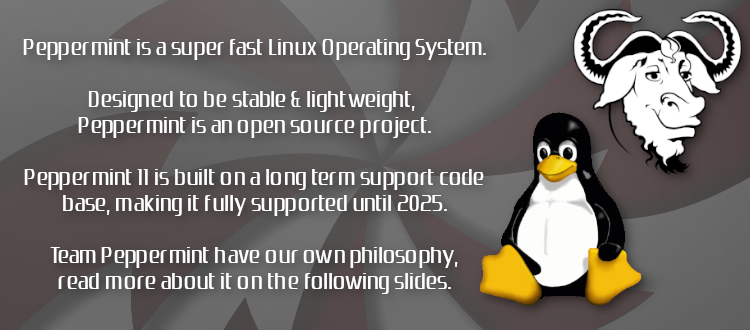 Peppermint is a super fast Linux Operating System.
Designed to be stable & lightweight,
Peppermint is an open source project.
Peppermint 11 is built on a long term support code
base, making it fully supported until 2025.
Team Peppermint have our own philosophy,
read more about it on the following slides.